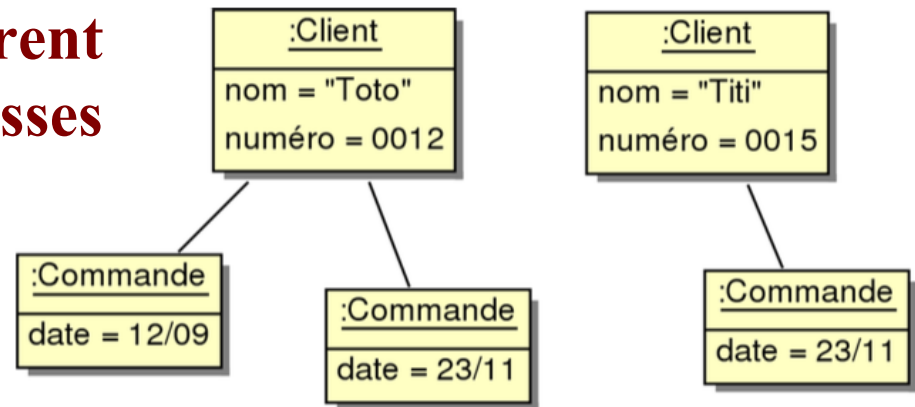 rent
sses
:Client
nom = "Toto"
numéro = 0012
:Client
nom = "Titi"
numéro = 0015
:Commande
date = 12/09
:Commande
date = 23/11
:Commande
date = 23/11